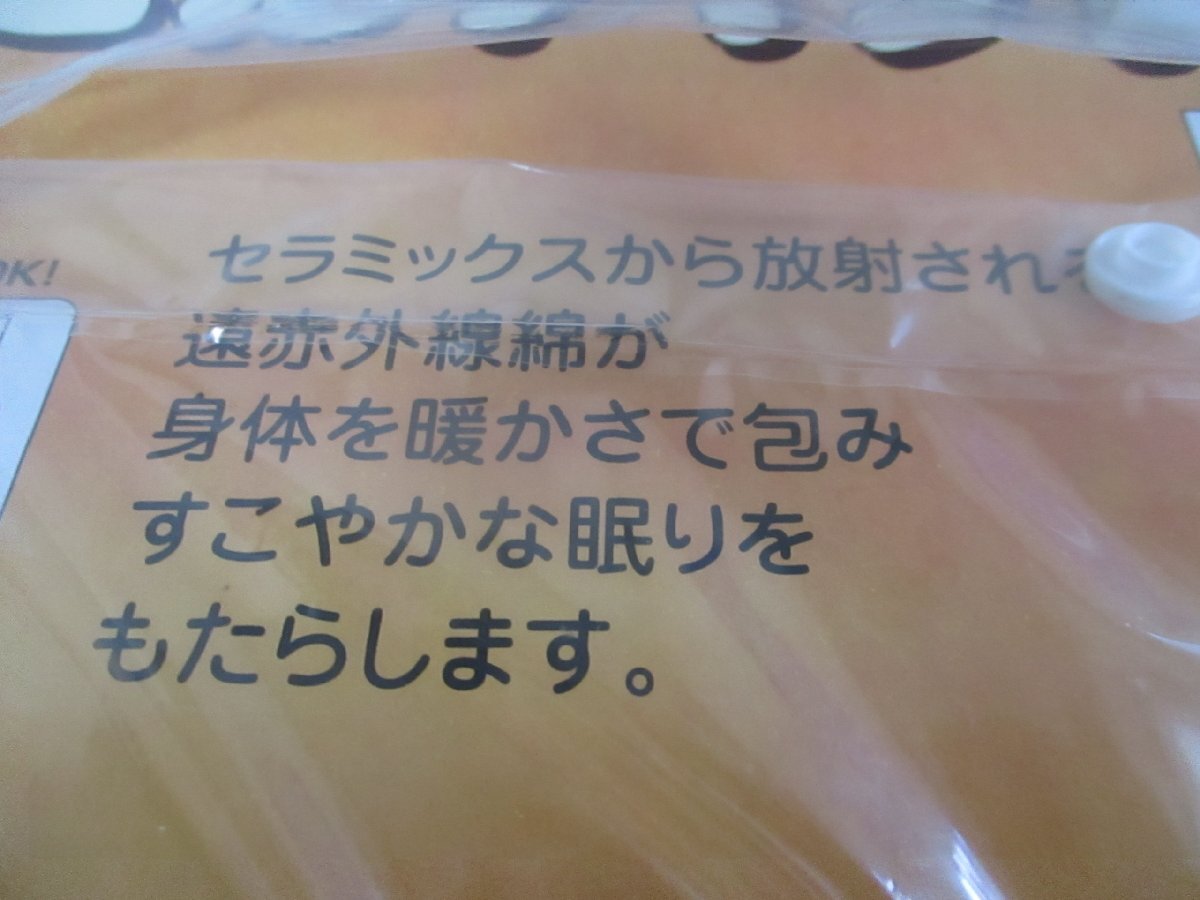 OK!
セラミックスから放射される
遠赤外線綿が
身体を暖かさで包み
すこやかな眠りを
もたらします。